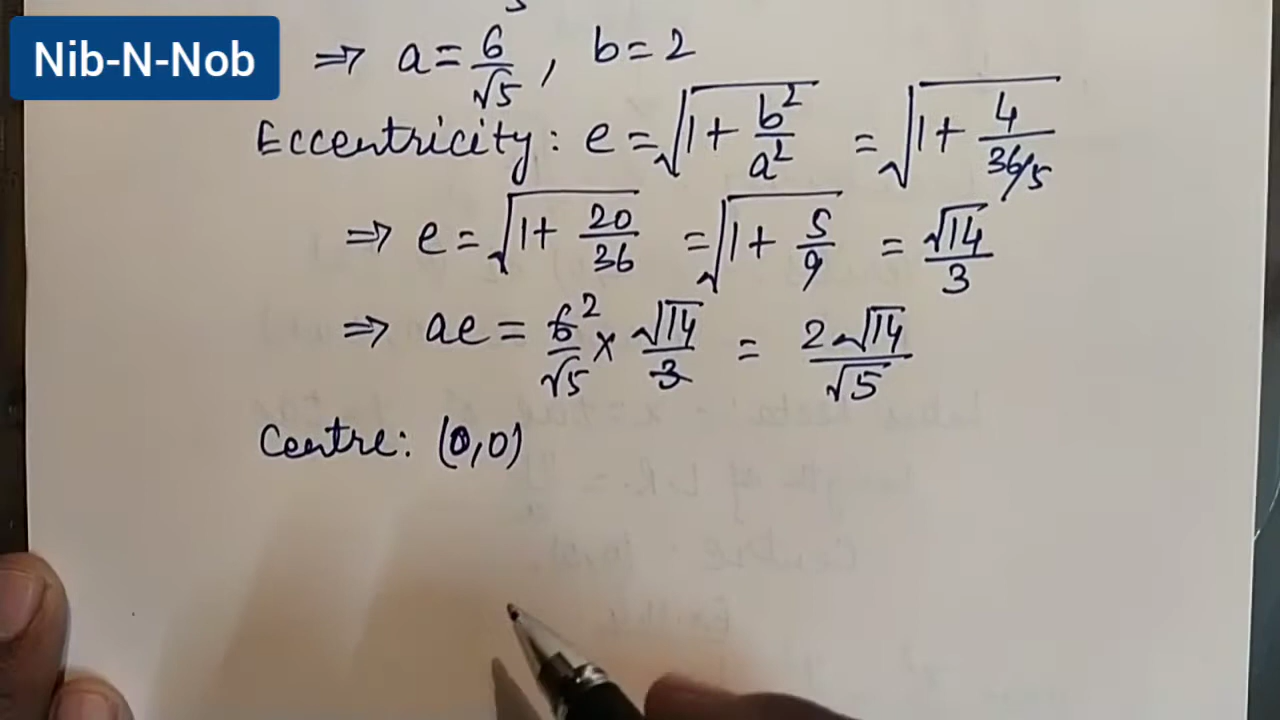 Nib-N-Nob
⇒ a = 6/√5 , b = 2
Eccentricity: e = √(1 + b²/a²) = √(1 + 4/(36/5))
⇒ e = √(1 + 20/36) = √(1 + 5/9) = √14/3
⇒ ae = 6²/√5 × √14/3 = 2√14/√5
Centre: (0,0)